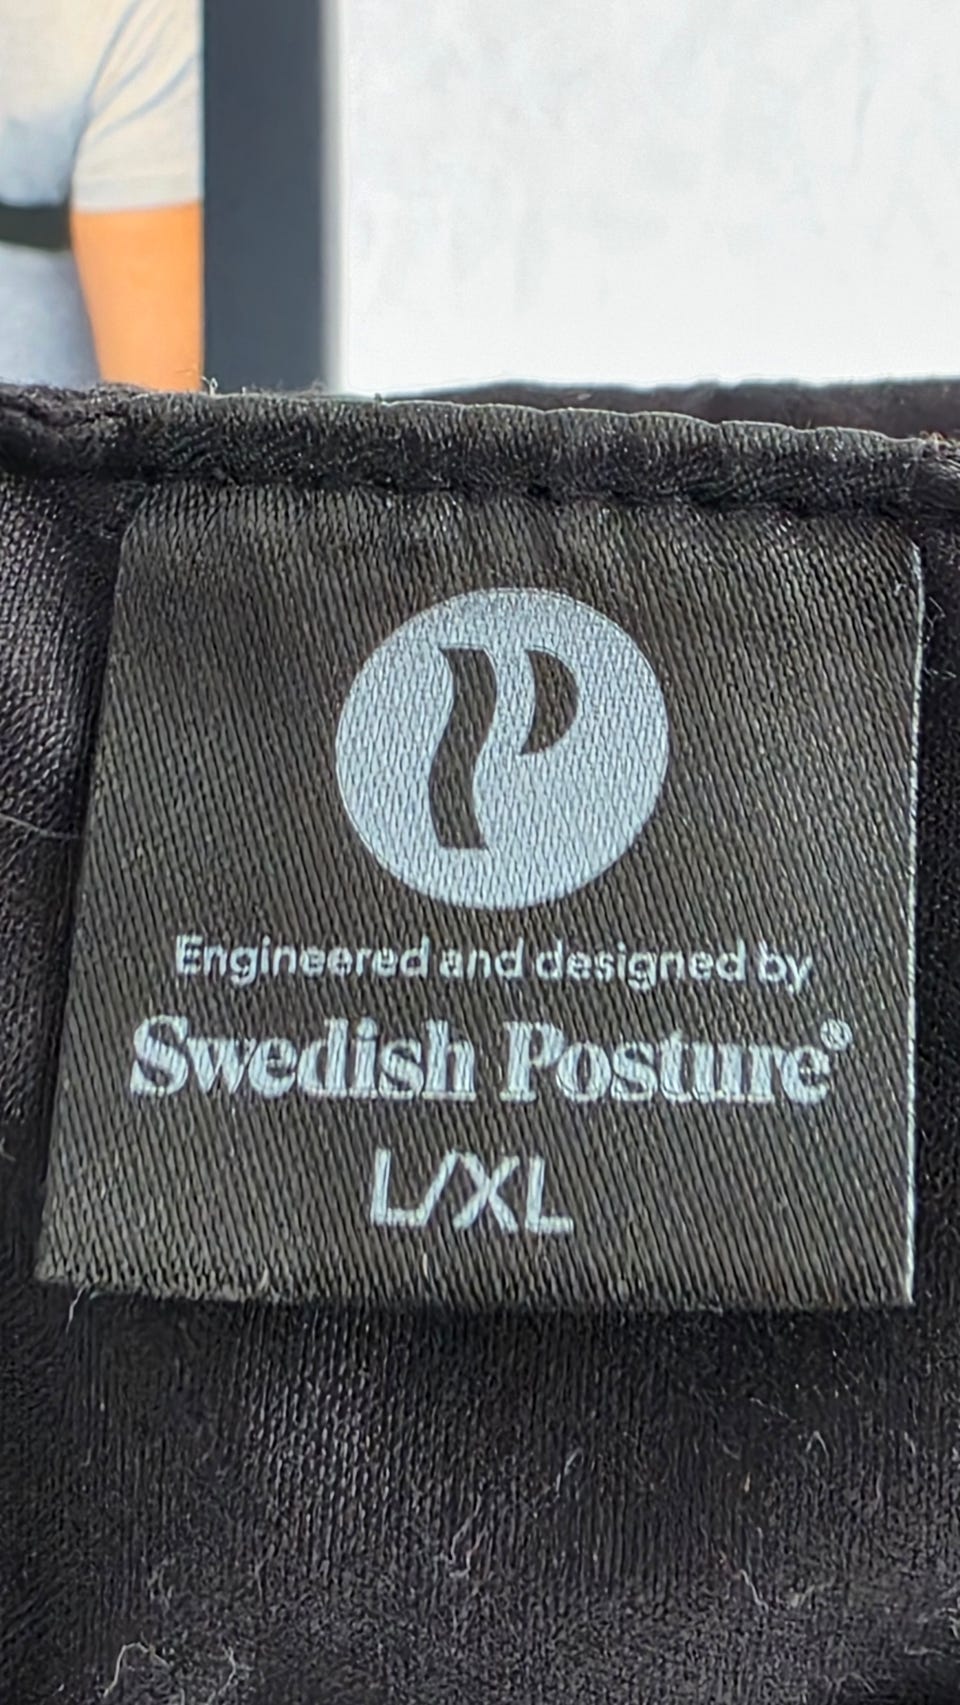 P
Engineered and designed by
Swedish Posture®
L/XL